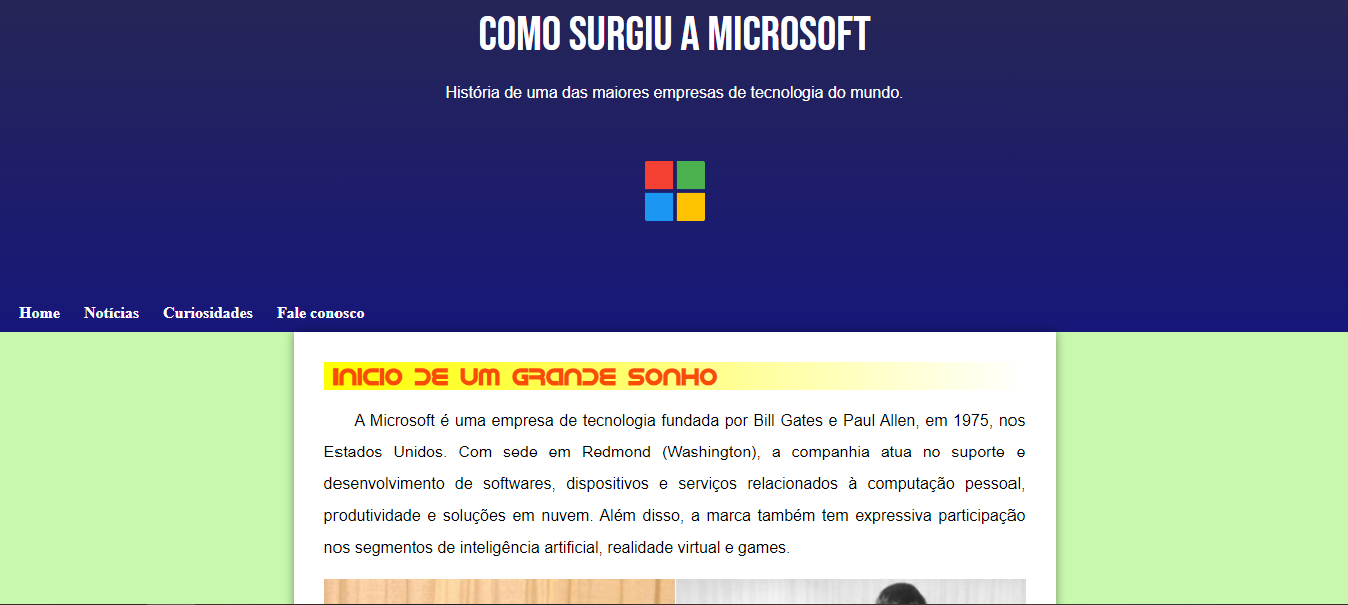 COMO SURGIU A MICROSOFT
História de uma das maiores empresas de tecnologia do mundo.
Home Notícias Curiosidades Fale conosco
INICIO DE UM GRANDE SONHO
A Microsoft é uma empresa de tecnologia fundada por Bill Gates e Paul Allen, em 1975, nos
Estados Unidos. Com sede em Redmond (Washington), a companhia atua no suporte e
desenvolvimento de softwares, dispositivos e serviços relacionados à computação pessoal,
produtividade e soluções em nuvem. Além disso, a marca também tem expressiva participação
nos segmentos de inteligência artificial, realidade virtual e games.